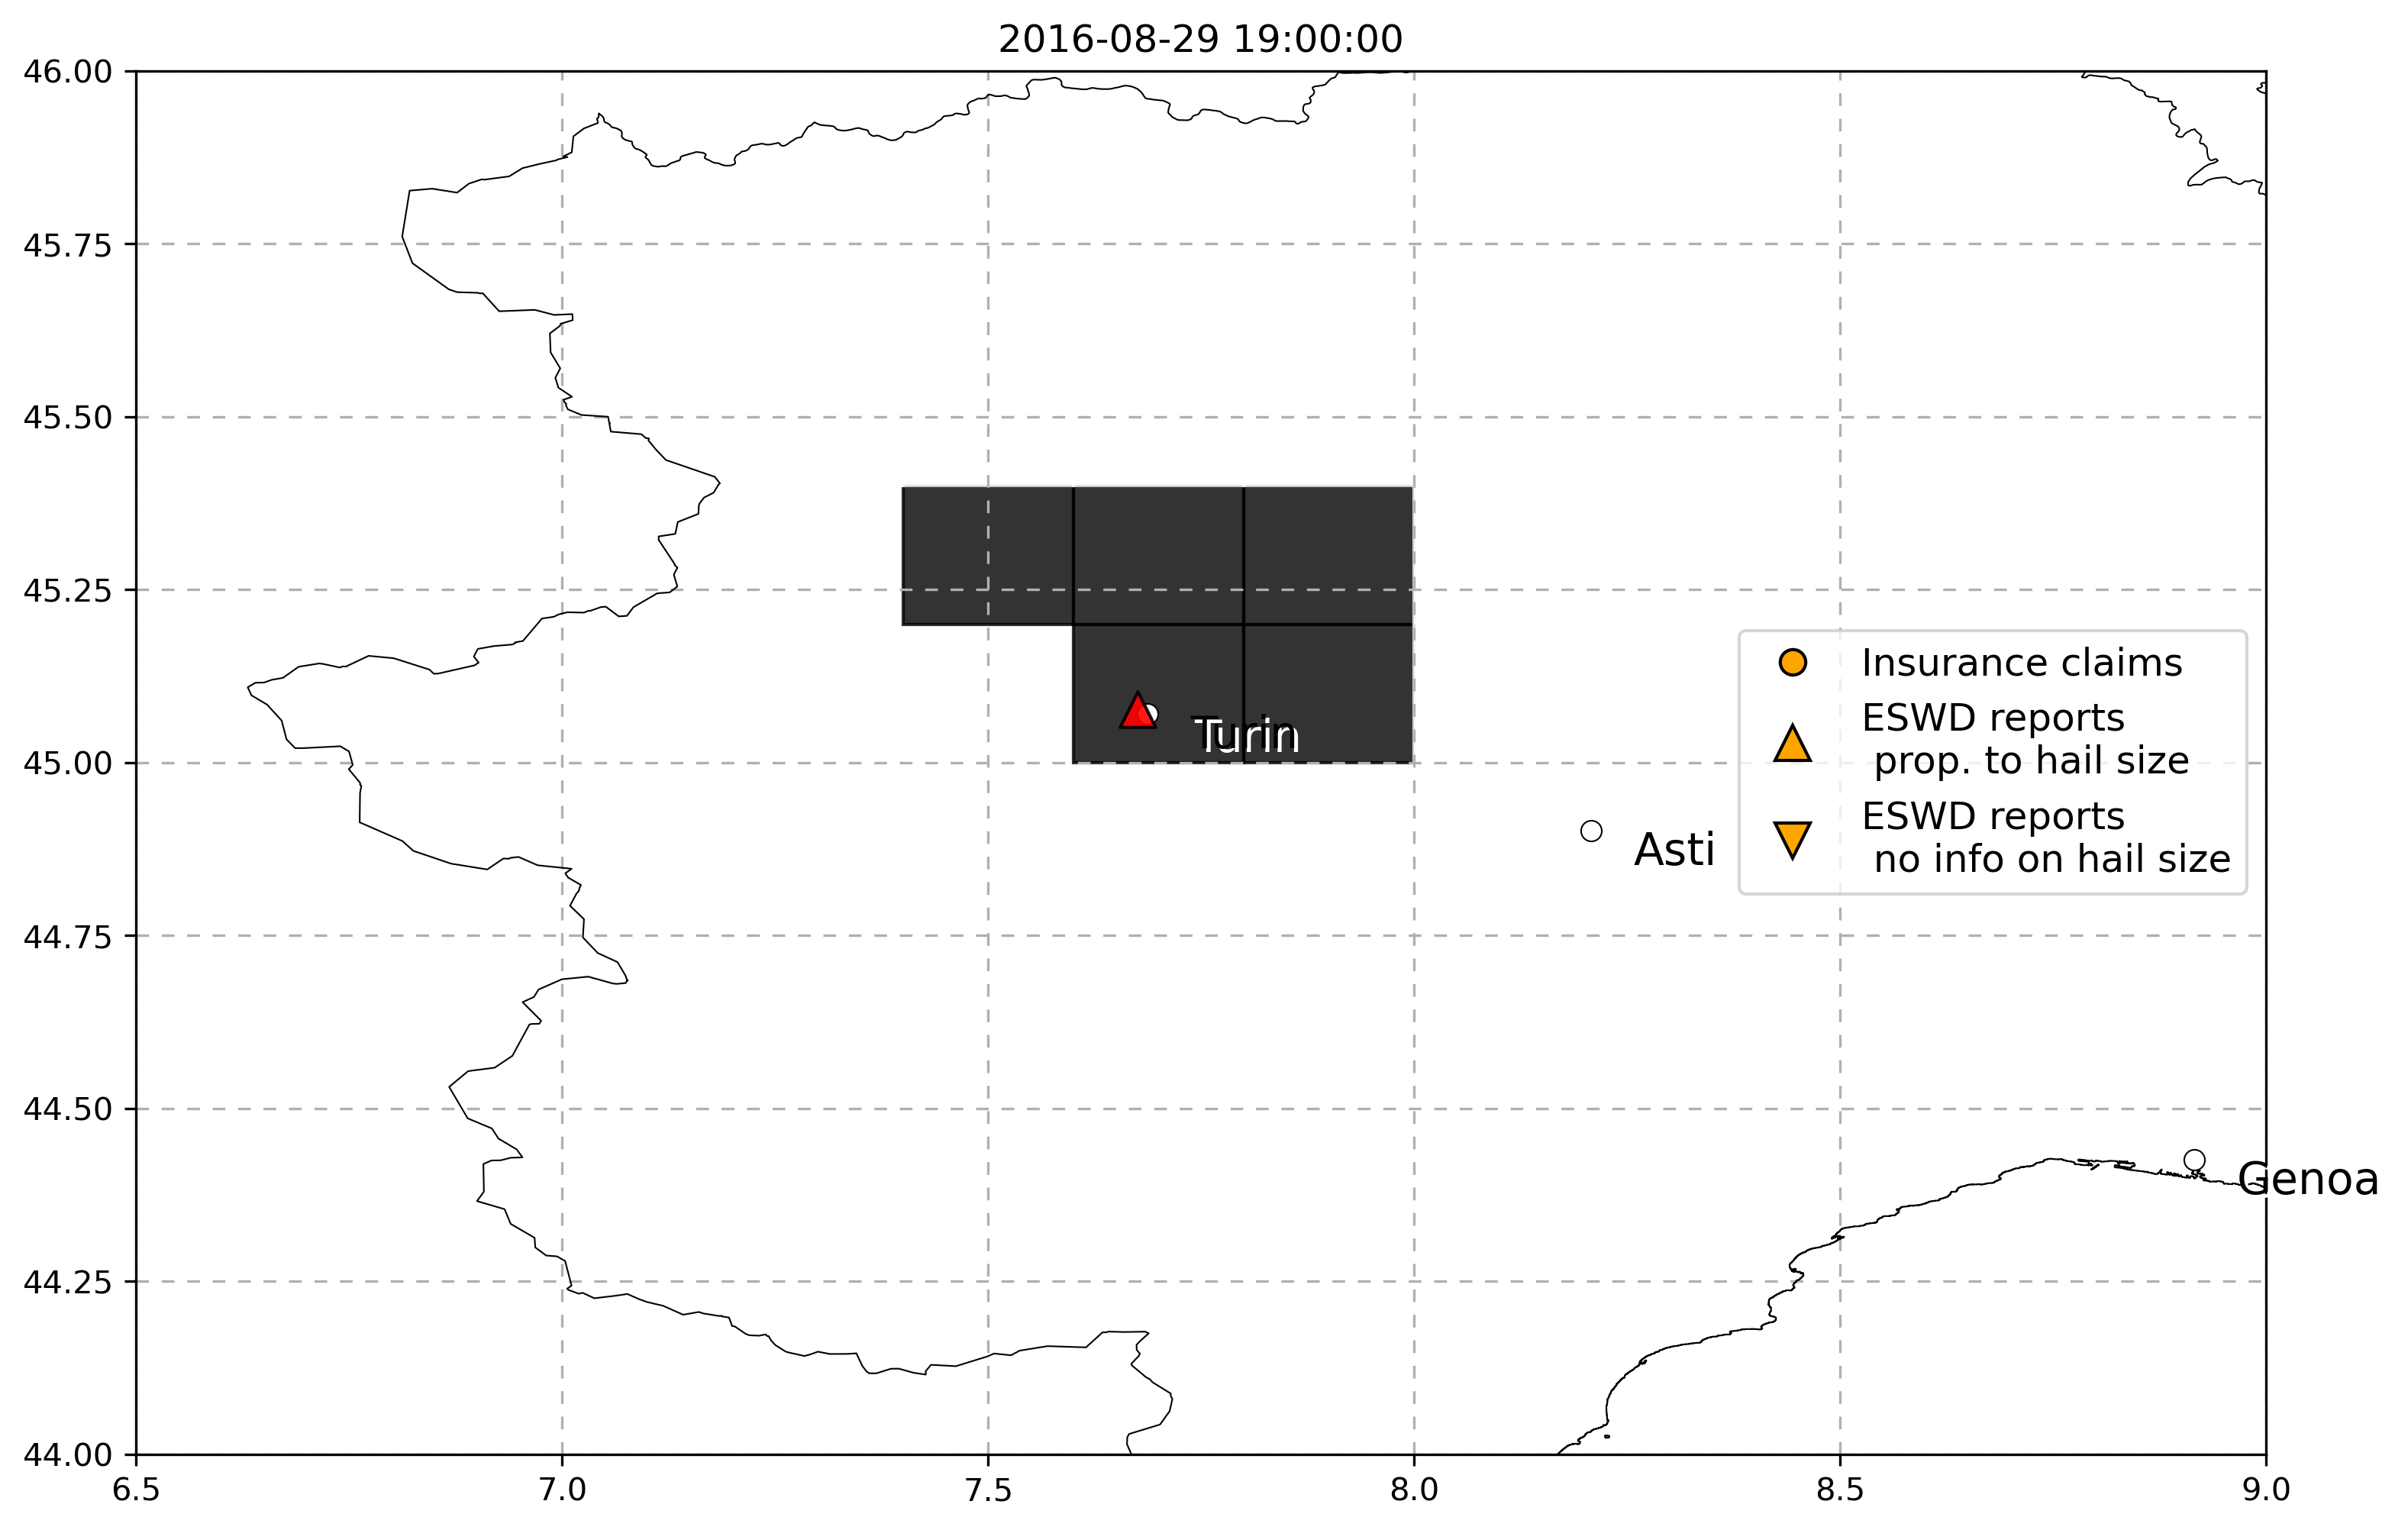 2016-08-29 19:00:00
46.00
45.75
45.50
45.25
45.00
44.75
44.50
44.25
44.00
Turin
Turin
Insurance claims
ESWD reports
prop. to hail size
ESWD reports
no info on hail size
Asti
Genoa
6.5 7.0 7.5 8.0 8.5 9.0